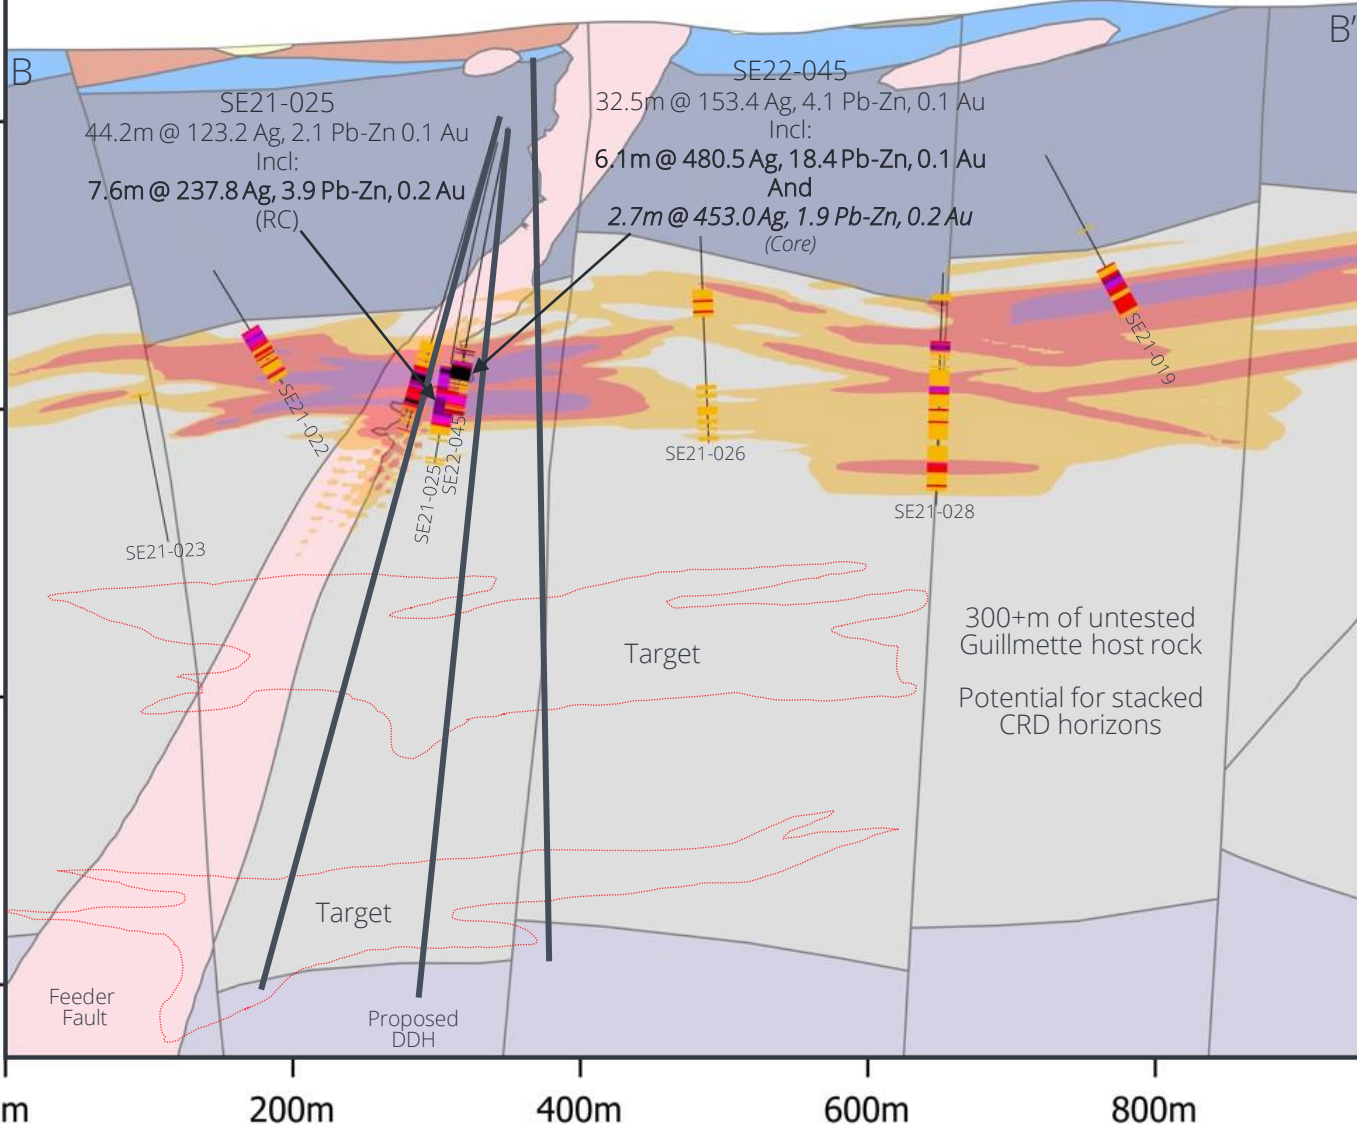 B
B'
SE21-025
44.2m @ 123.2 Ag, 2.1 Pb-Zn 0.1 Au
Incl:
7.6m @ 237.8 Ag, 3.9 Pb-Zn, 0.2 Au
(RC)
SE22-045
32.5m @ 153.4 Ag, 4.1 Pb-Zn, 0.1 Au
Incl:
6.1m @ 480.5 Ag, 18.4 Pb-Zn, 0.1 Au
And
2.7m @ 453.0 Ag, 1.9 Pb-Zn, 0.2 Au
(Core)
SE21-019
SE21-022
SE22-045
SE21-025
SE21-026
SE21-028
SE21-023
Target
300+m of untested
Guillmette host rock
Potential for stacked
CRD horizons
Target
Feeder
Fault
Proposed
DDH
m
200m
400m
600m
800m